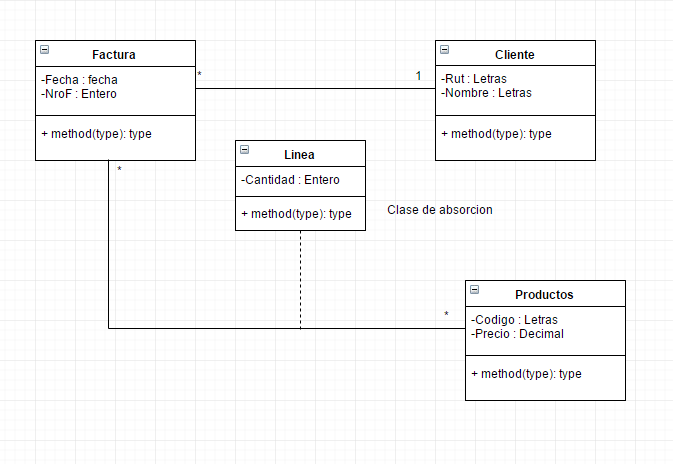 Factura
-Fecha : fecha
-NroF : Entero
+ method(type): type
*
1
Cliente
-Rut : Letras
-Nombre : Letras
+ method(type): type
*
Linea
-Cantidad : Entero
+ method(type): type
Clase de absorcion
*
Productos
-Codigo : Letras
-Precio : Decimal
+ method(type): type